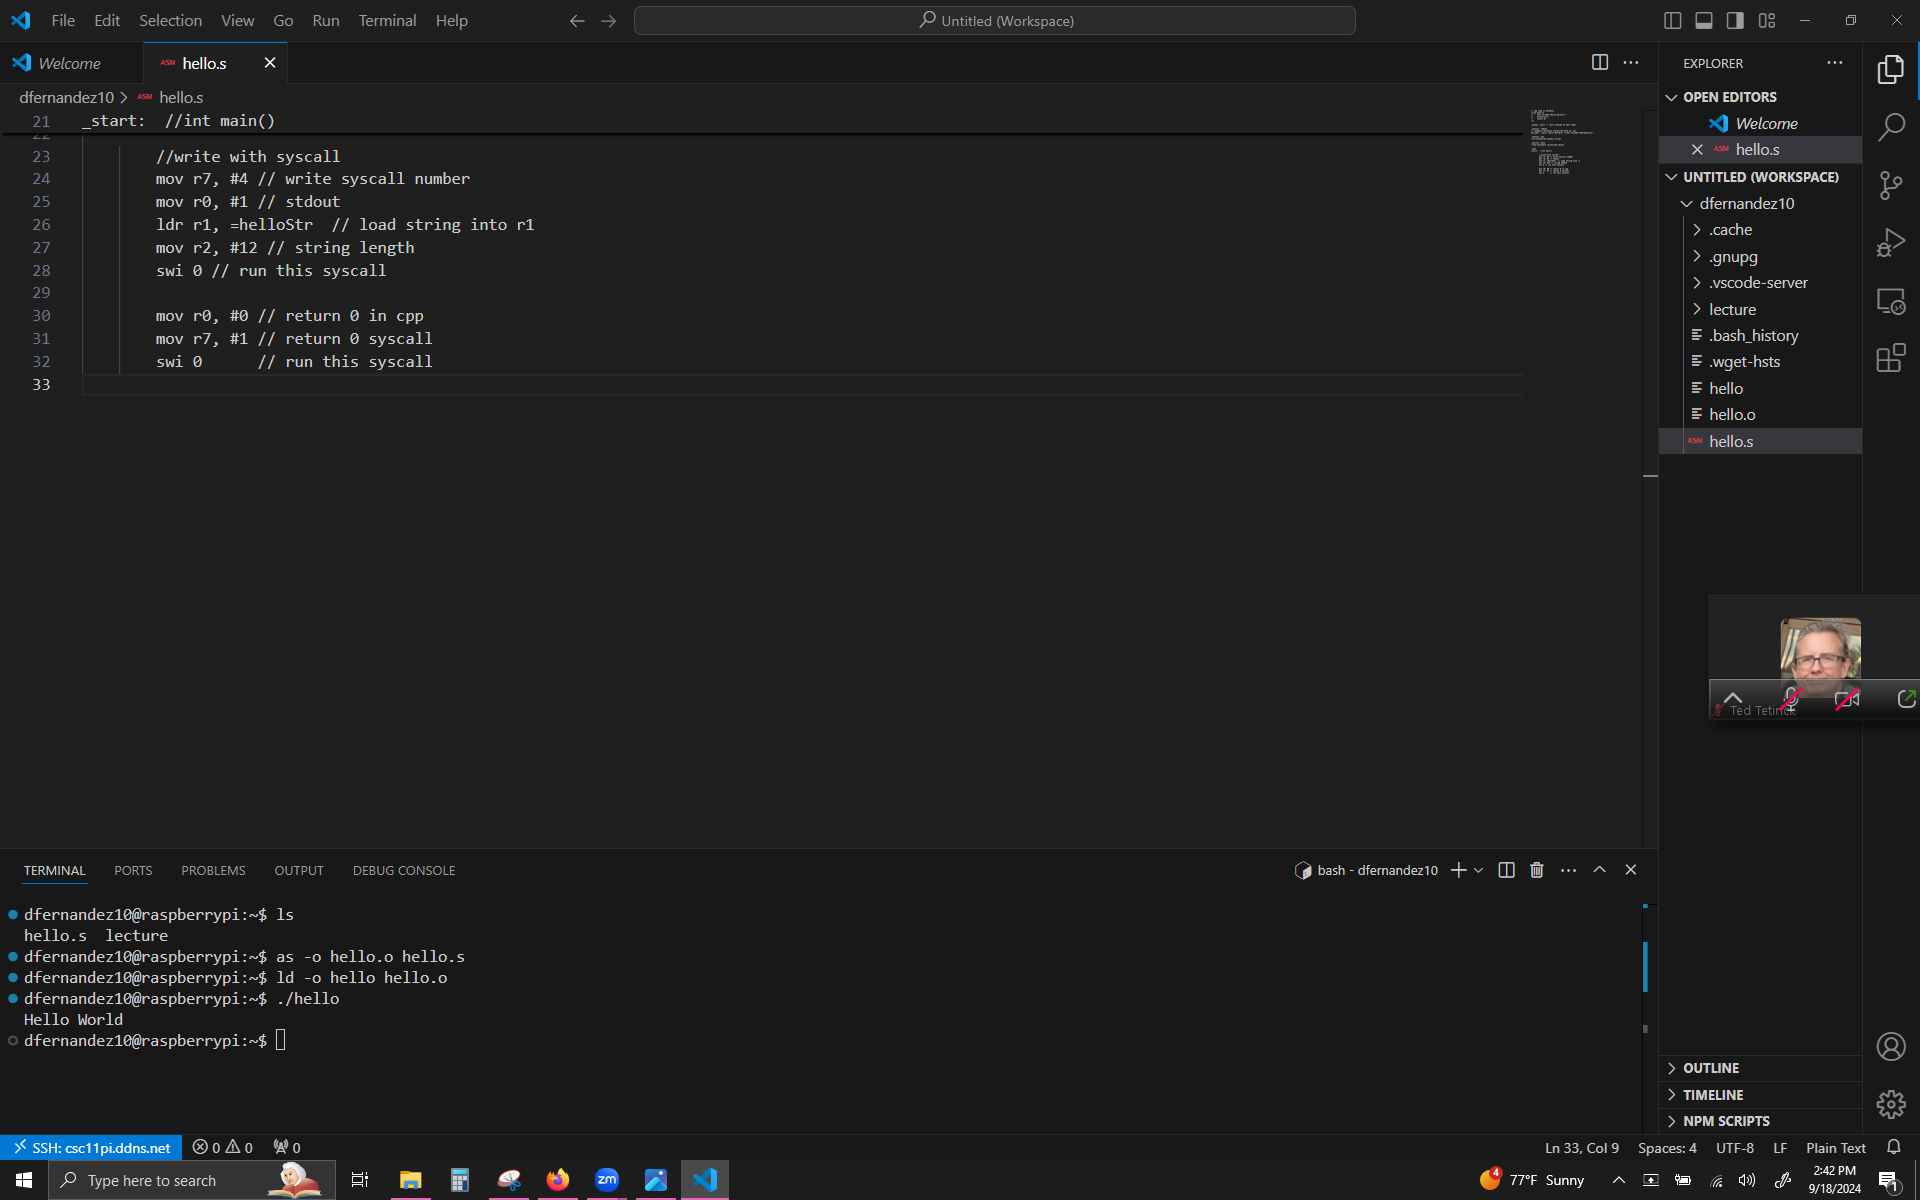 File Edit Selection View Go Run Terminal Help
Untitled (Workspace)
Welcome
ASM hello.s
EXPLORER
dfernandez10 > ASM hello.s
OPEN EDITORS
Welcome
ASM hello.s
UNTITLED (WORKSPACE)
dfernandez10
.cache
.gnupg
.vscode-server
lecture
.bash_history
.wget-hsts
hello
hello.o
ASM hello.s
21 _start:  //int main()
22
23 //write with syscall
24 mov r7, #4 // write syscall number
25 mov r0, #1 // stdout
26 ldr r1, =helloStr  // load string into r1
27 mov r2, #12 // string length
28 swi 0 // run this syscall
29
30 mov r0, #0 // return 0 in cpp
31 mov r7, #1 // return 0 syscall
32 swi 0      // run this syscall
33
Ted Tetinck
TERMINAL PORTS PROBLEMS OUTPUT DEBUG CONSOLE
bash - dfernandez10
dfernandez10@raspberrypi:~$ ls
hello.s  lecture
dfernandez10@raspberrypi:~$ as -o hello.o hello.s
dfernandez10@raspberrypi:~$ ld -o hello hello.o
dfernandez10@raspberrypi:~$ ./hello
Hello World
dfernandez10@raspberrypi:~$
OUTLINE
TIMELINE
NPM SCRIPTS
SSH: csc11pi.ddns.net 0 0 0
Ln 33, Col 9 Spaces: 4 UTF-8 LF Plain Text
Type here to search
zm
4
77°F Sunny
2:42 PM
9/18/2024
1